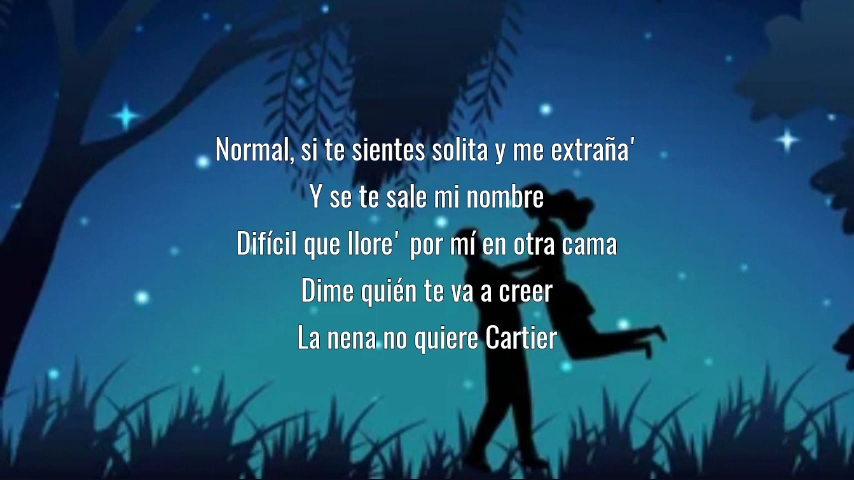 Normal, si te sientes solita y me extraña'
Y se te sale mi nombre
Difícil que llore' por mí en otra cama
Dime quién te va a creer
La nena no quiere Cartier